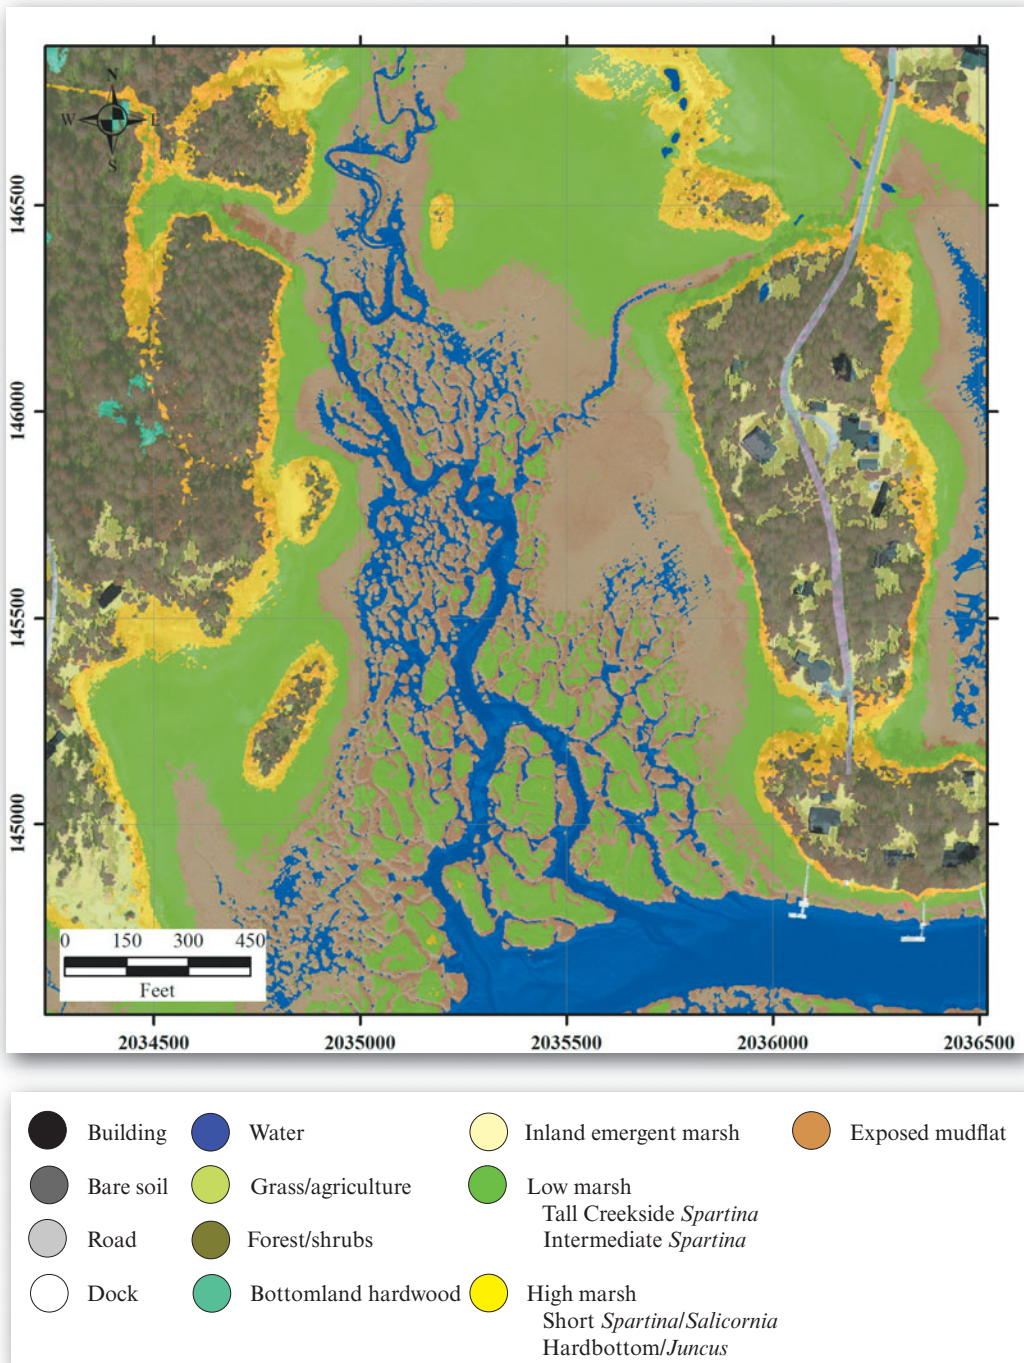 N
W E
S
146500
146000
145500
145000
0 150 300 450
Feet
2034500 2035000 2035500 2036000 2036500
Building Water Inland emergent marsh Exposed mudflat
Bare soil Grass/agriculture Low marsh
Tall Creekside Spartina
Road Forest/shrubs Intermediate Spartina
Dock Bottomland hardwood High marsh
Short Spartina/Salicornia
Hardbottom/Juncus